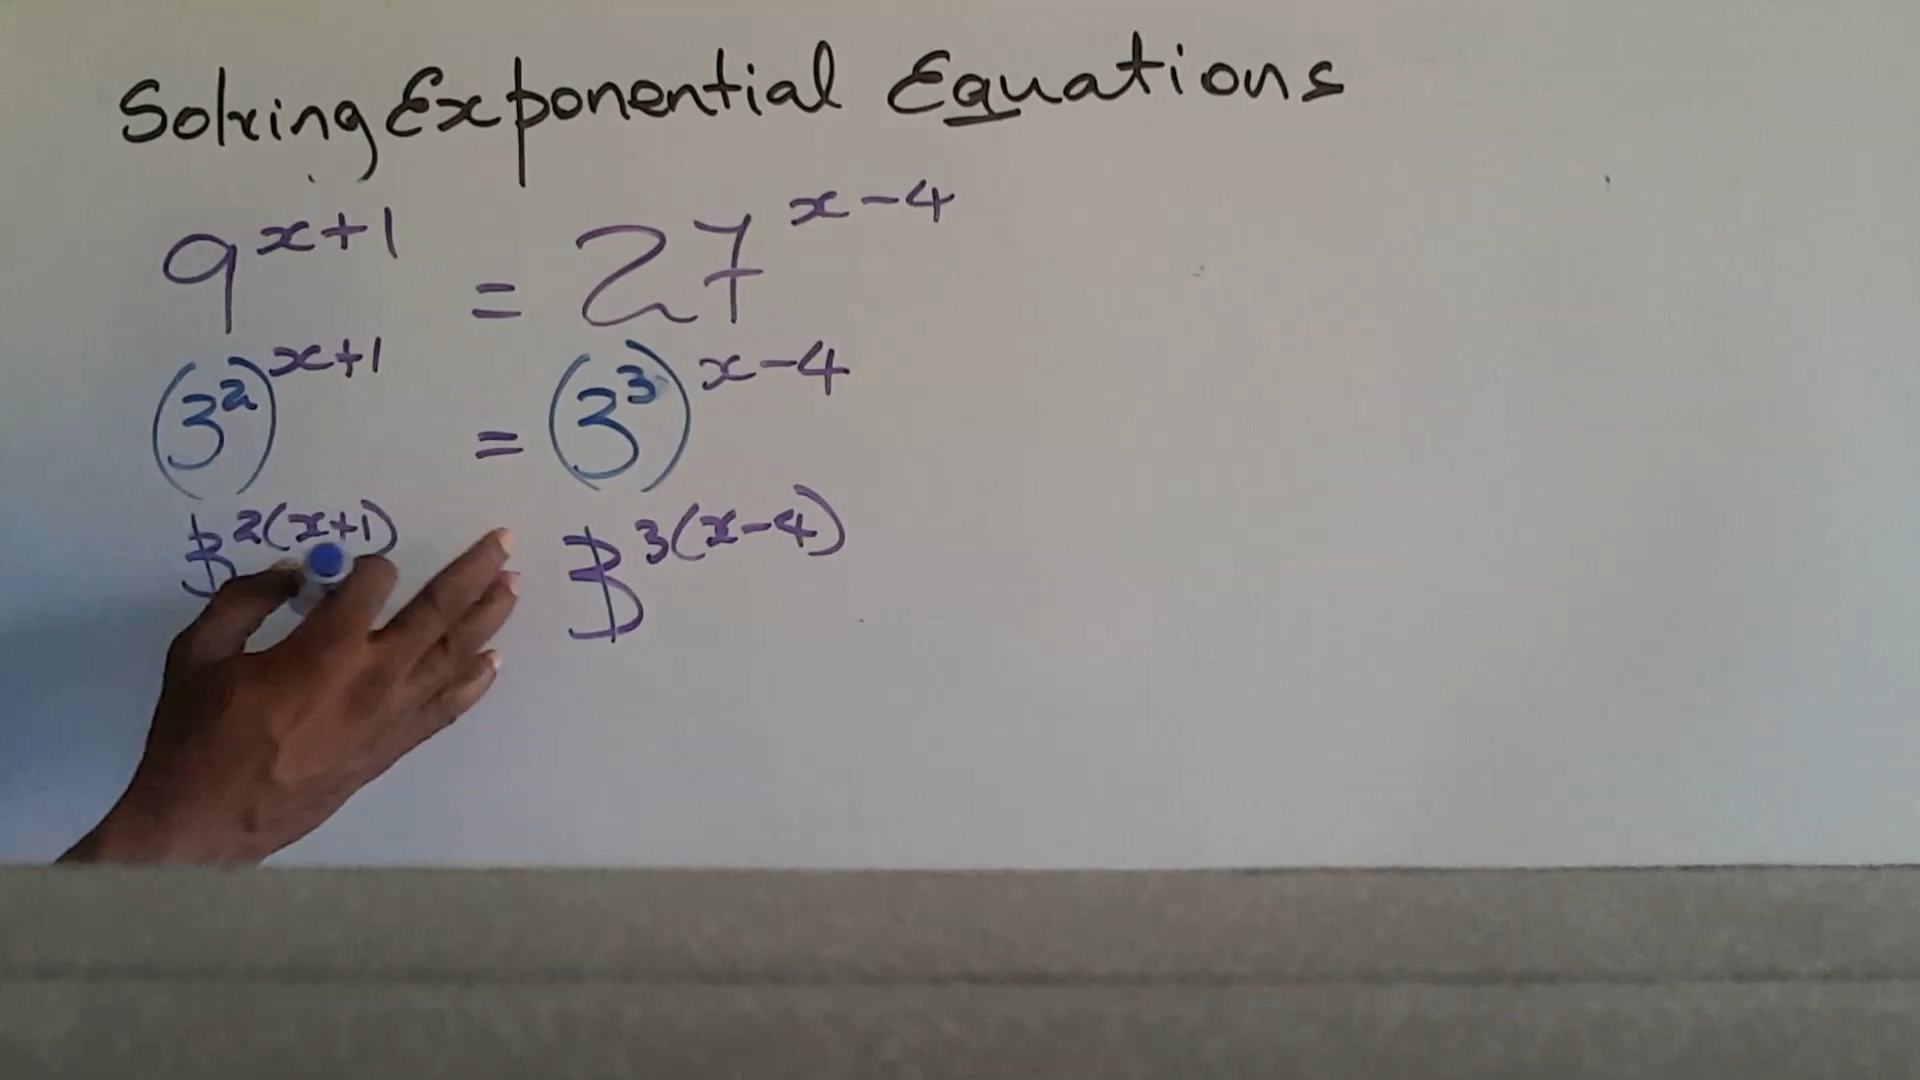 Solving Exponential Equations
9^{x+1} = 27^{x-4}
(3^2)^{x+1} = (3^3)^{x-4}
3^{2(x+1)} 3^{3(x-4)}